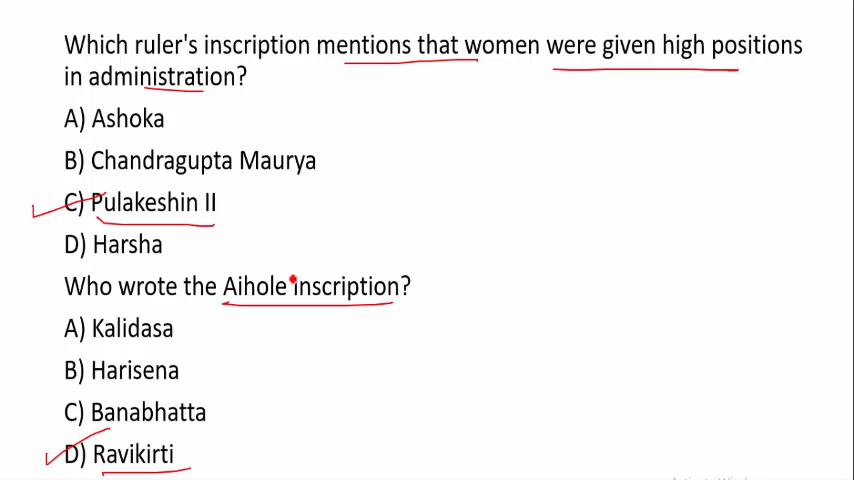 Which ruler's inscription mentions that women were given high positions
in administration?
A) Ashoka
B) Chandragupta Maurya
C) Pulakeshin II
D) Harsha
Who wrote the Aihole inscription?
A) Kalidasa
B) Harisena
C) Banabhatta
D) Ravikirti